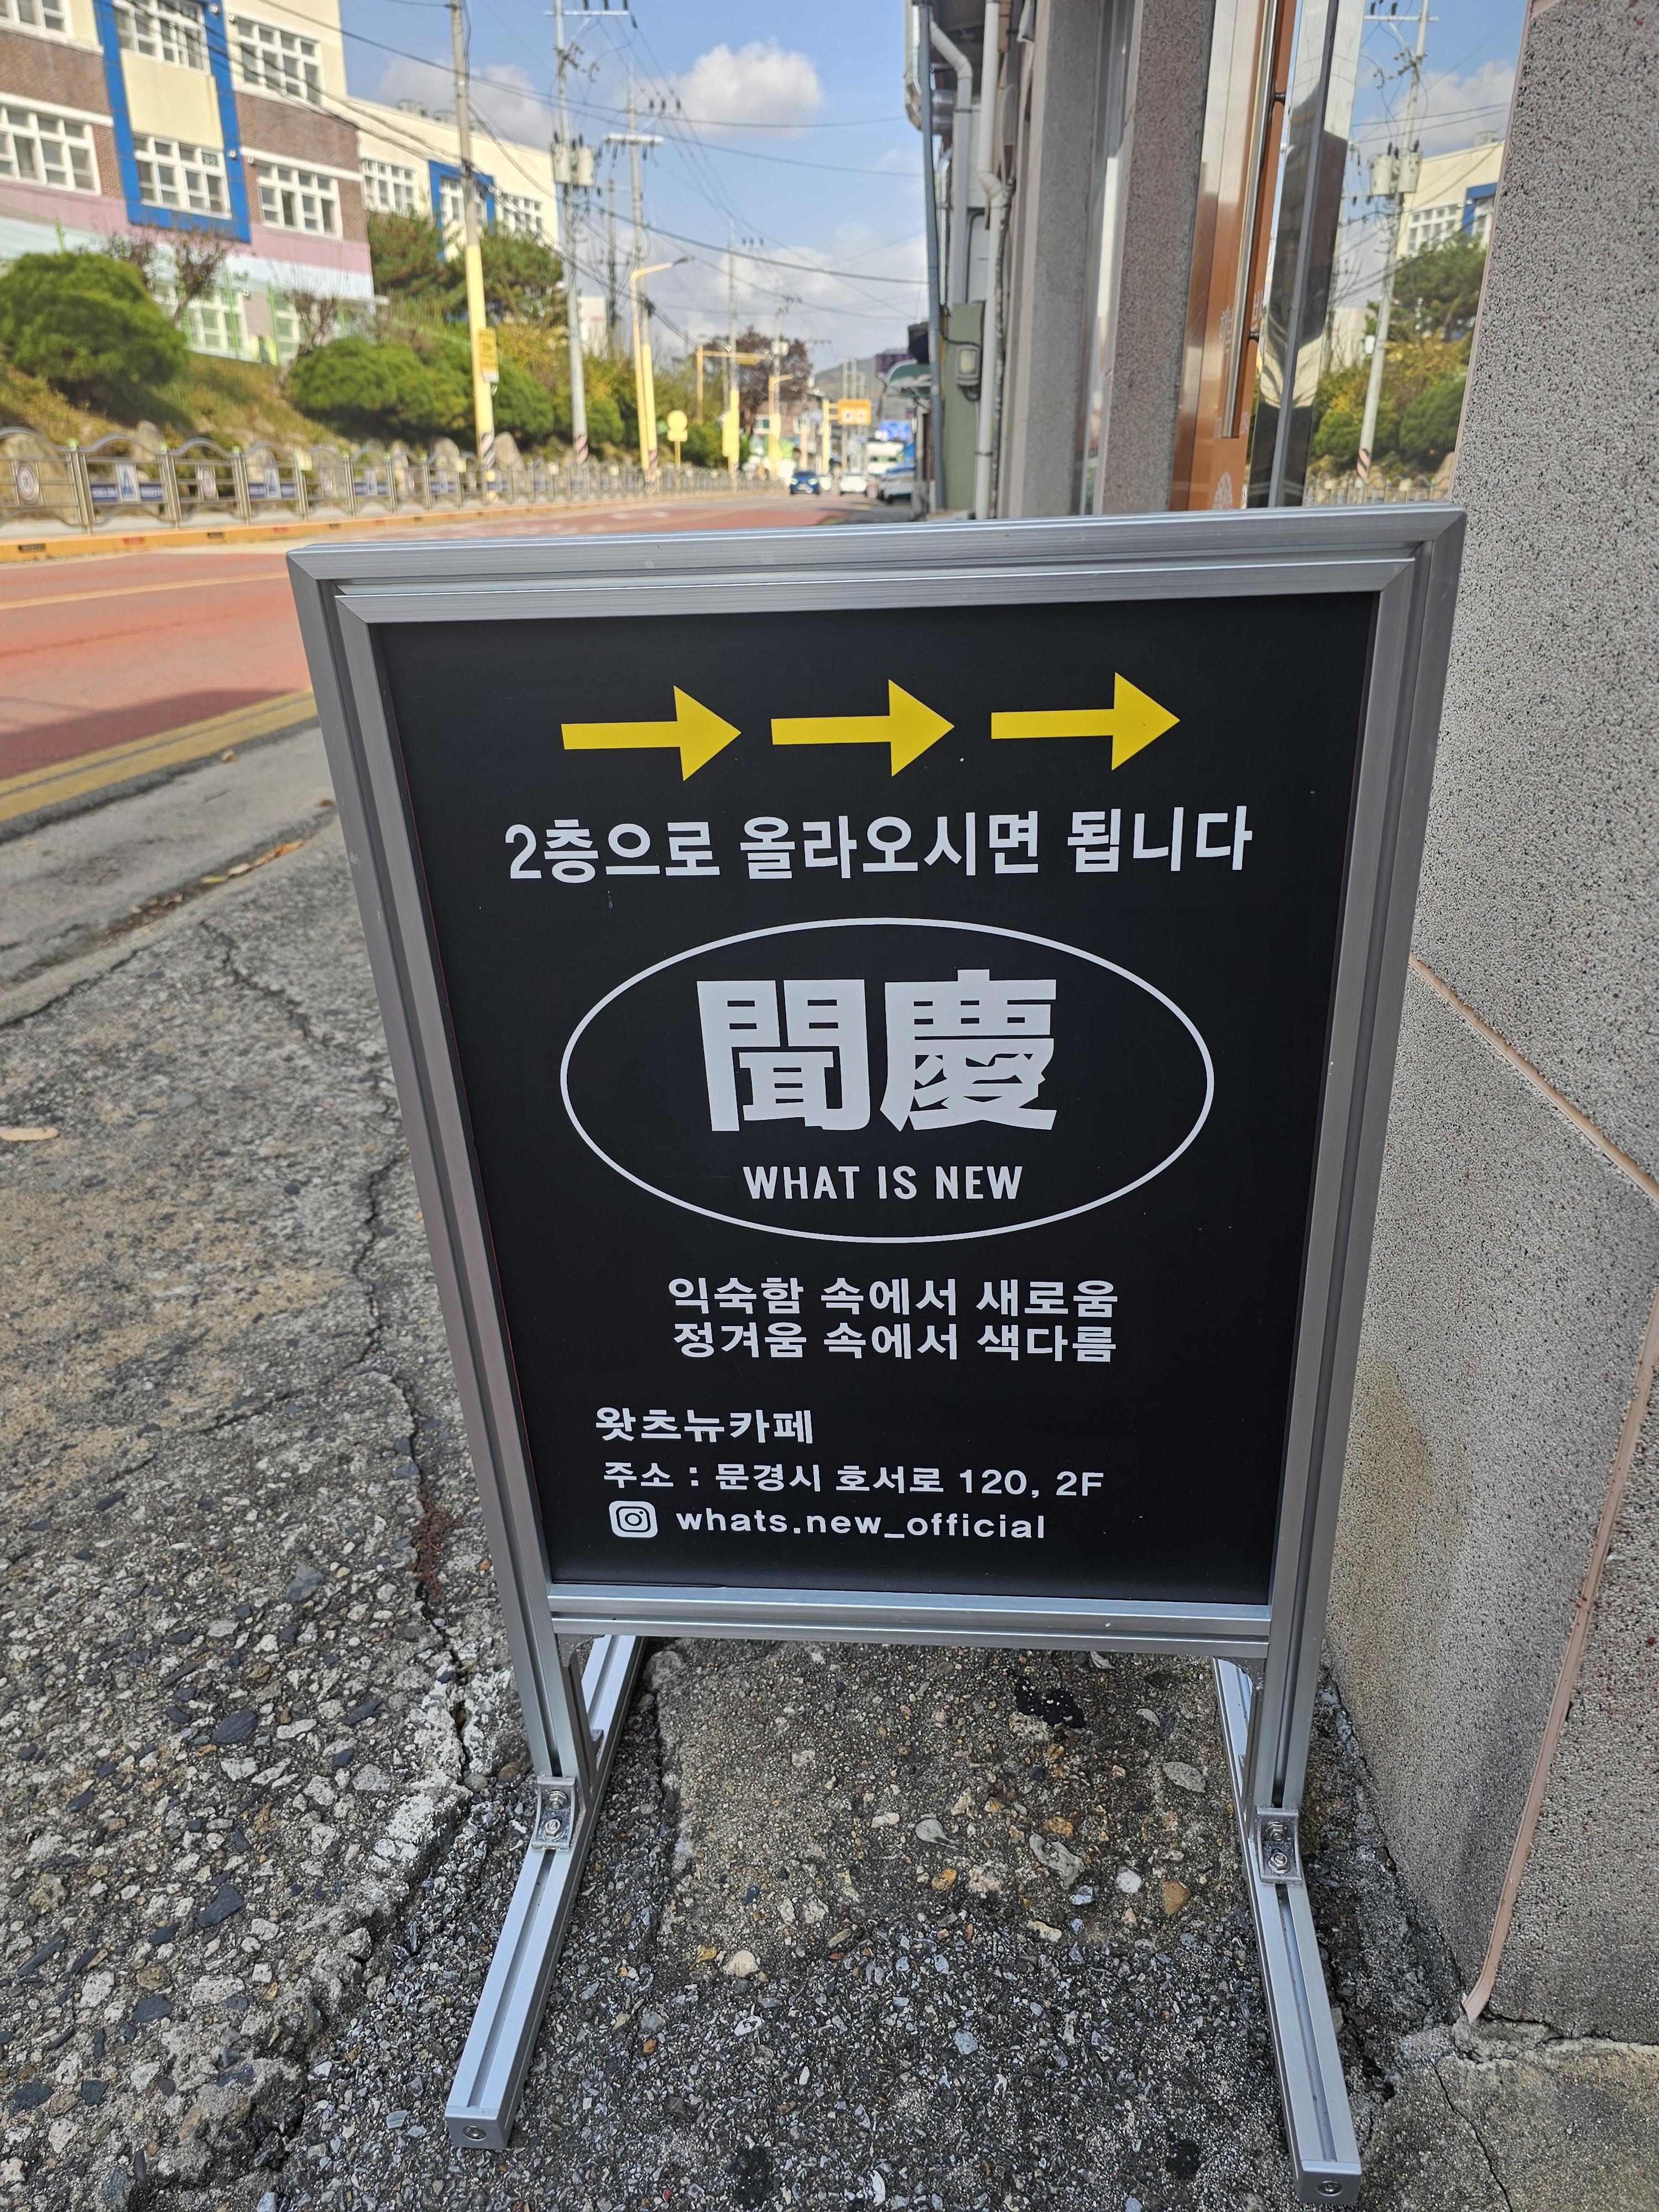 2층으로 올라오시면 됩니다
聞慶
WHAT IS NEW
익숙함 속에서 새로움
정겨움 속에서 색다름
왓츠뉴카페
주소 : 문경시 호서로 120, 2F
whats.new_official